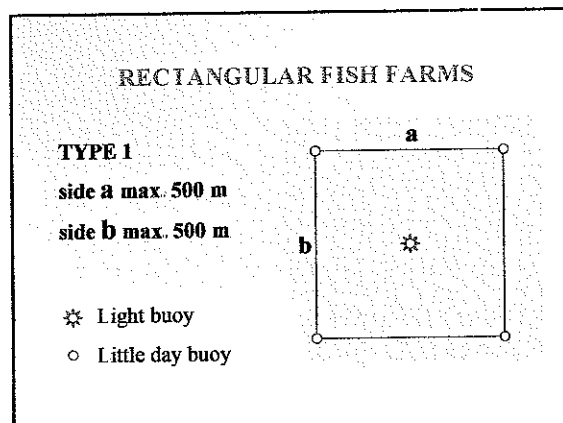 RECTANGULAR FISH FARMS
TYPE 1
side a max. 500 m
side b max. 500 m
a
b
Light buoy
Little day buoy